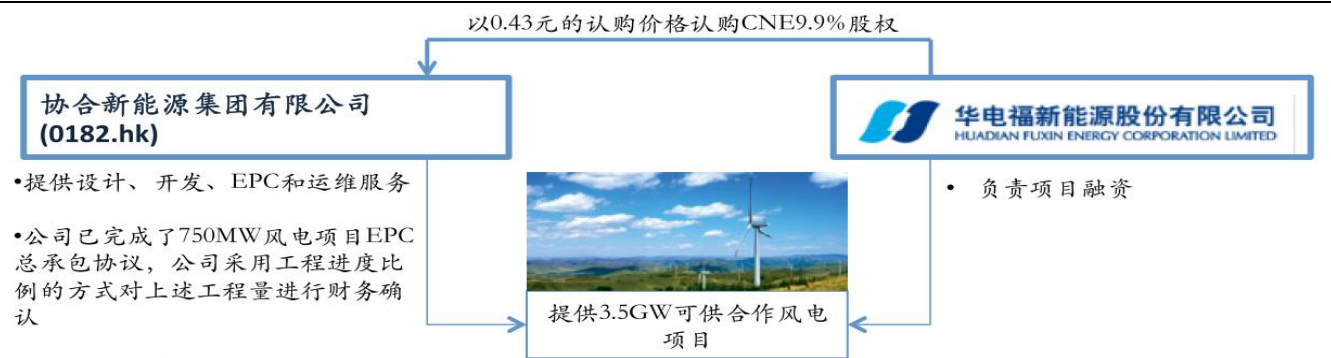 以0.43元的认购价格认购CNE9.9%股权
协合新能源集团有限公司
(0182.hk)
华电福新能源股份有限公司
HUADIAN FUXIN ENERGY CORPORATION LIMITED
•提供设计、开发、EPC和运维服务
•公司已完成了750MW风电项目EPC
总承包协议，公司采用工程进度比
例的方式对上述工程量进行财务确
认
• 负责项目融资
提供3.5GW可供合作风电
项目